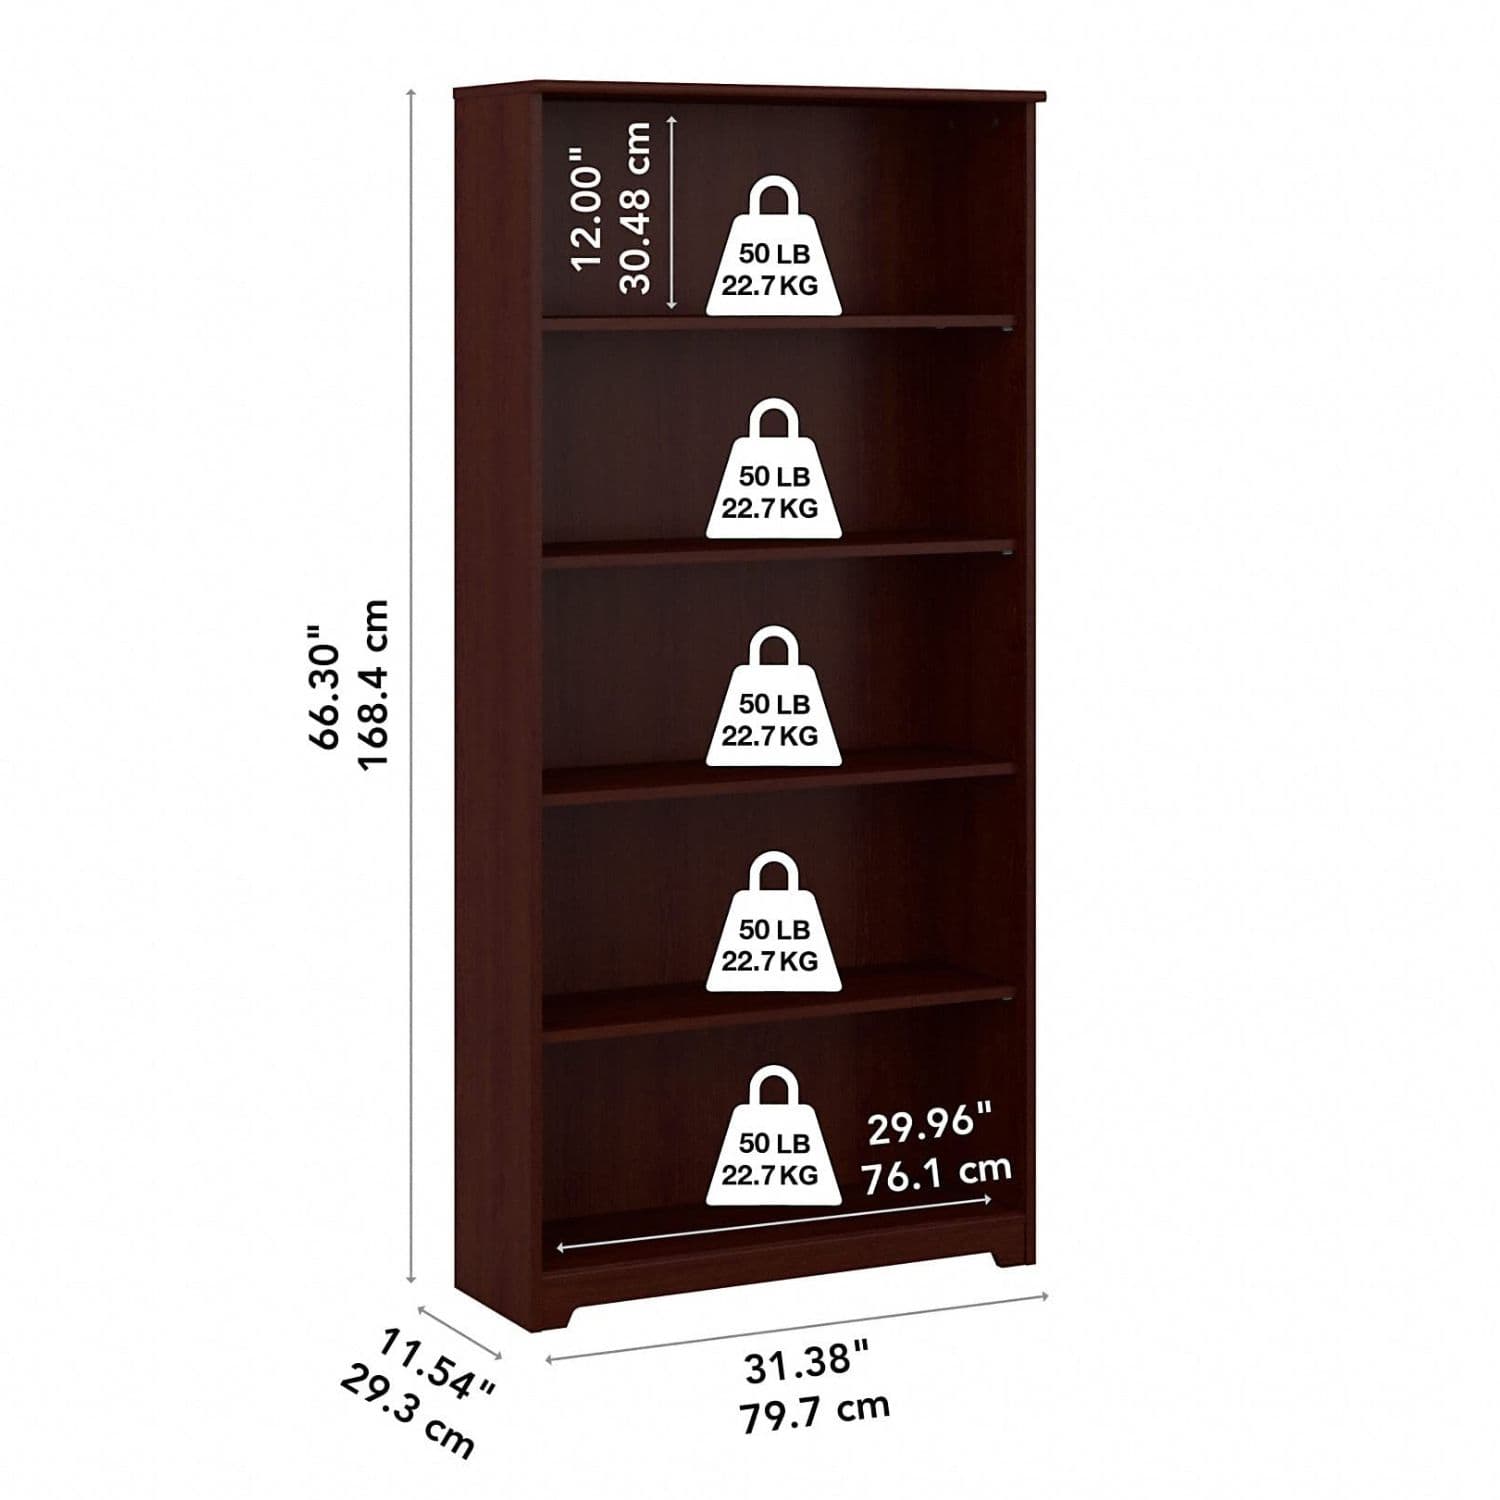 12.00"
30.48 cm
50 LB
22.7 KG
50 LB
22.7 KG
50 LB
22.7 KG
66.30"
168.4 cm
50 LB
22.7 KG
50 LB
22.7 KG
29.96"
76.1 cm
11.54"
29.3 cm
31.38"
79.7 cm